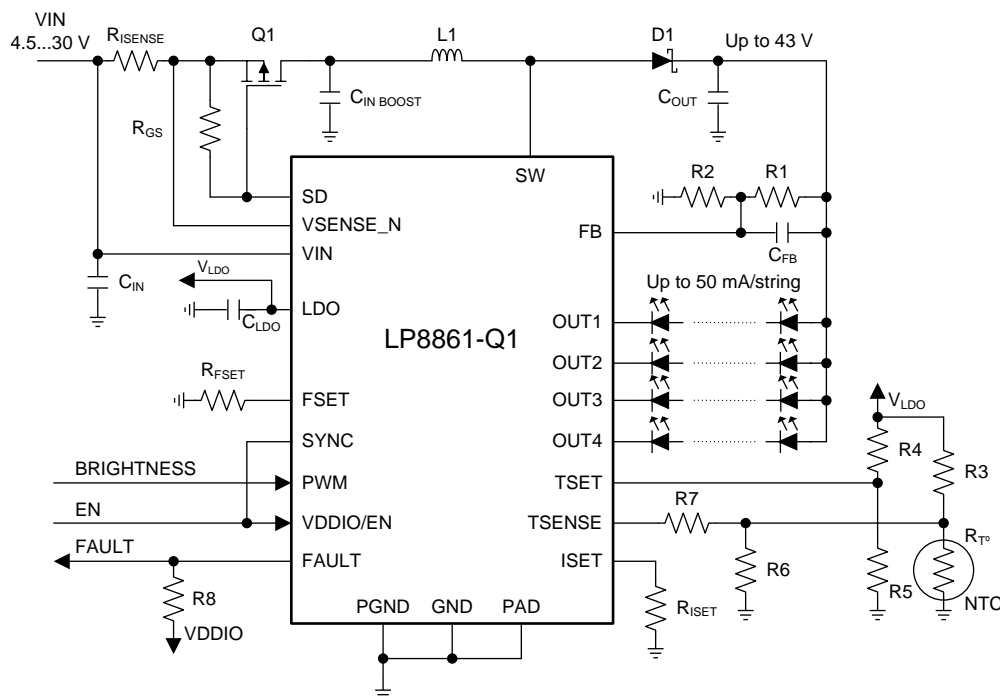 VIN
4.5...30 V
RISENSE
Q1
L1
D1
Up to 43 V
CIN BOOST
COUT
RGS
SW
R2
R1
SD
VSENSE_N
FB
VIN
CFB
CIN
VLDO
Up to 50 mA/string
CLDO
LDO
OUT1
LP8861-Q1
OUT2
RFSET
FSET
OUT3
VLDO
SYNC
OUT4
R4
R3
BRIGHTNESS
PWM
TSET
R7
EN
VDDIO/EN
TSENSE
RT°
FAULT
FAULT
ISET
R6
R5
R8
PGND
GND
PAD
RISET
NTC
VDDIO